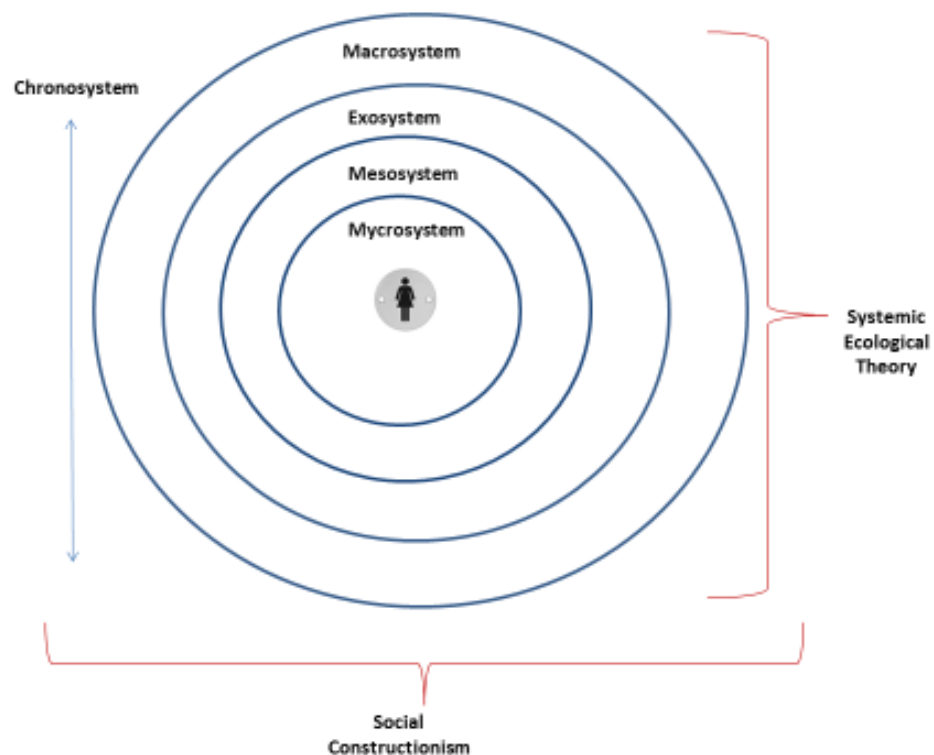 Macrosystem
Chronosystem
Exosystem
Mesosystem
Mycrosystem
Systemic
Ecological
Theory
Social
Constructionism